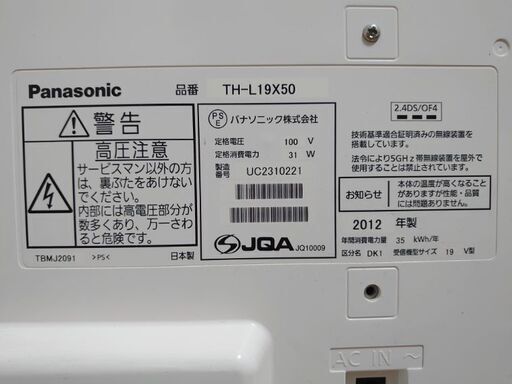 Panasonic
品番 TH-L19X50
警告
高圧注意
サービスマン以外の方
は、裏ぶたをあけない
でください。
内部には高電圧部分が
数多くあり、万一さわ
ると危険です。
TBMJ2091 >PS< 日本製
PSE パナソニック株式会社
定格電圧 100 V
定格消費電力 31 W
製造番号 UC2310221
JQA JQ10009
2.4DS/OF4
技術基準適合証明済みの無線装置を
搭載しています。
法令により5GHz帯無線装置を屋外で
使用することは禁止されています。
お知らせ
本体の温度が高くなるこ
とがありますが性能・品質
には問題ありません。
2012 年製
年間消費電力量 35 kWh/年
区分名 DK1 受信機型サイズ 19 V型
AC IN ~